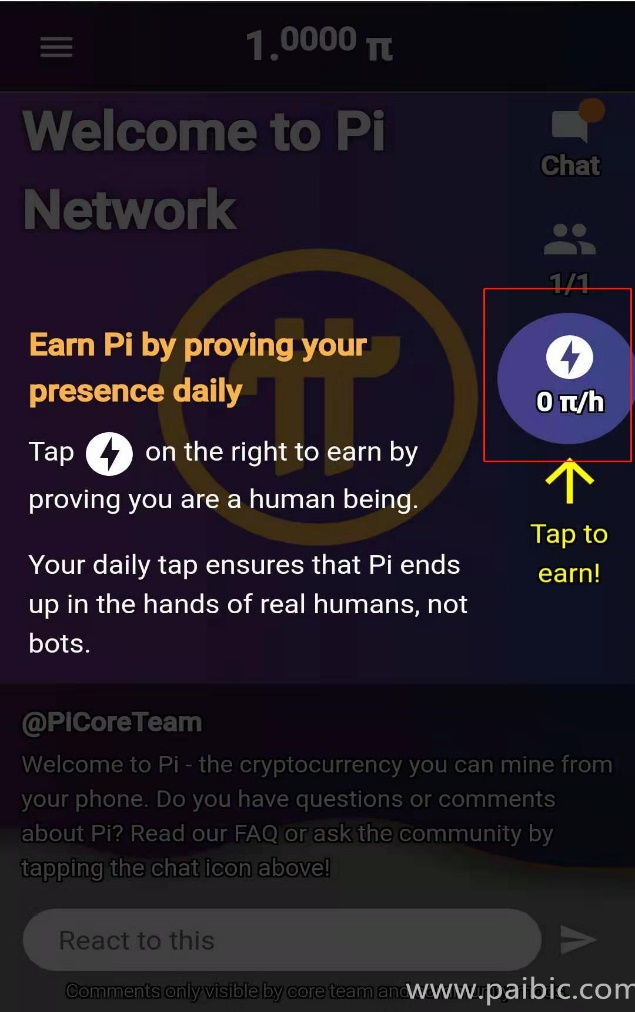 1.0000 π
Welcome to Pi
Network
Chat
1/1
Earn Pi by proving your
presence daily
0 π/h
Tap on the right to earn by
proving you are a human being.
Tap to
earn!
Your daily tap ensures that Pi ends
up in the hands of real humans, not
bots.
@PICoreTeam
Welcome to Pi - the cryptocurrency you can mine from
your phone. Do you have questions or comments
about Pi? Read our FAQ or ask the community by
tapping the chat icon above!
React to this
Comments only visible by core team and
www.paibic.com